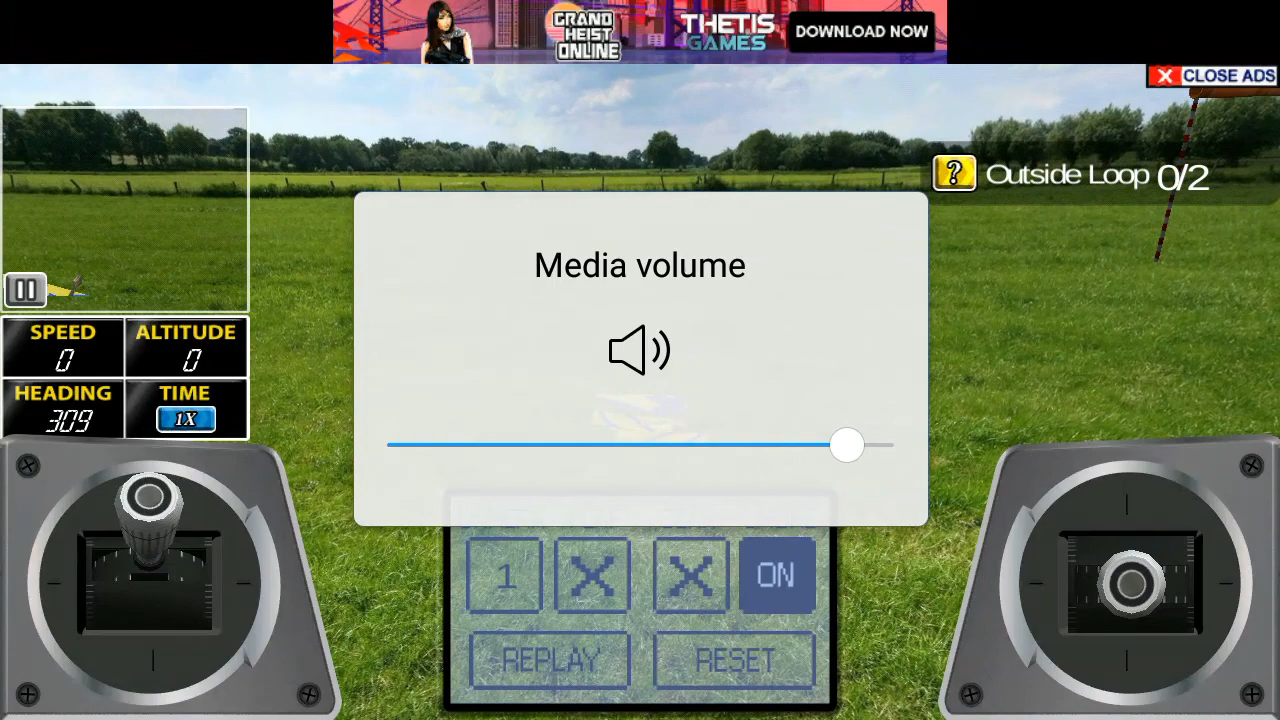 GRAND
HEIST
ONLINE
THETIS
GAMES
DOWNLOAD NOW
X CLOSE ADS
? Outside Loop 0/2
Media volume
SPEED
0
ALTITUDE
0
HEADING
309
TIME
1X
1
X
X
ON
REPLAY
RESET